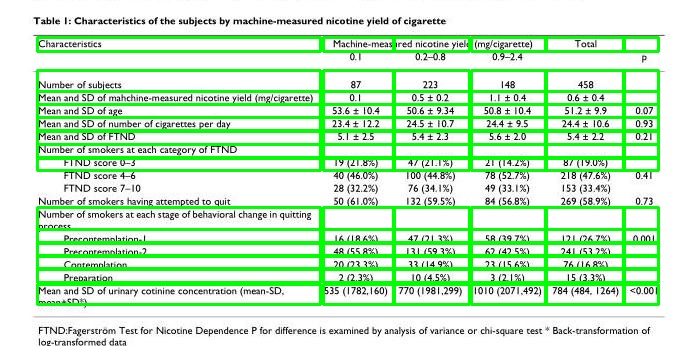 Table 1: Characteristics of the subjects by machine-measured nicotine yield of cigarette
Characteristics Machine-measured nicotine yield (mg/cigarette) Total
0.1 0.2–0.8 0.9–2.4 p
Number of subjects 87 223 148 458
Mean and SD of mahchine-measured nicotine yield (mg/cigarette) 0.1 0.5 ± 0.2 1.1 ± 0.4 0.6 ± 0.4
Mean and SD of age 53.6 ± 10.4 50.6 ± 9.34 50.8 ± 10.4 51.2 ± 9.9 0.07
Mean and SD of number of cigarettes per day 23.4 ± 12.2 24.5 ± 10.7 24.4 ± 9.5 24.4 ± 10.6 0.93
Mean and SD of FTND 5.1 ± 2.5 5.4 ± 2.3 5.6 ± 2.0 5.4 ± 2.2 0.21
Number of smokers at each category of FTND
FTND score 0–3 19 (21.8%) 47 (21.1%) 21 (14.2%) 87 (19.0%)
FTND score 4–6 40 (46.0%) 100 (44.8%) 78 (52.7%) 218 (47.6%) 0.41
FTND score 7–10 28 (32.2%) 76 (34.1%) 49 (33.1%) 153 (33.4%)
Number of smokers having attempted to quit 50 (61.0%) 132 (59.5%) 84 (56.8%) 269 (58.9%) 0.73
Number of smokers at each stage of behavioral change in quitting
process
Precontemplation-1 16 (18.6%) 47 (21.3%) 58 (39.7%) 121 (26.7%) 0.001
Precontemplation-2 48 (55.8%) 131 (59.3%) 62 (42.5%) 241 (53.2%)
Contemplation 20 (23.3%) 33 (14.9%) 23 (15.6%) 76 (16.8%)
Preparation 2 (2.3%) 10 (4.5%) 3 (2.1%) 15 (3.3%)
Mean and SD of urinary cotinine concentration (mean-SD, 535 (1782,160) 770 (1981,299) 1010 (2071,492) 784 (484, 1264) <0.001
mean+SD*)
FTND:Fagerström Test for Nicotine Dependence P for difference is examined by analysis of variance or chi-square test * Back-transformation of
log-transformed data